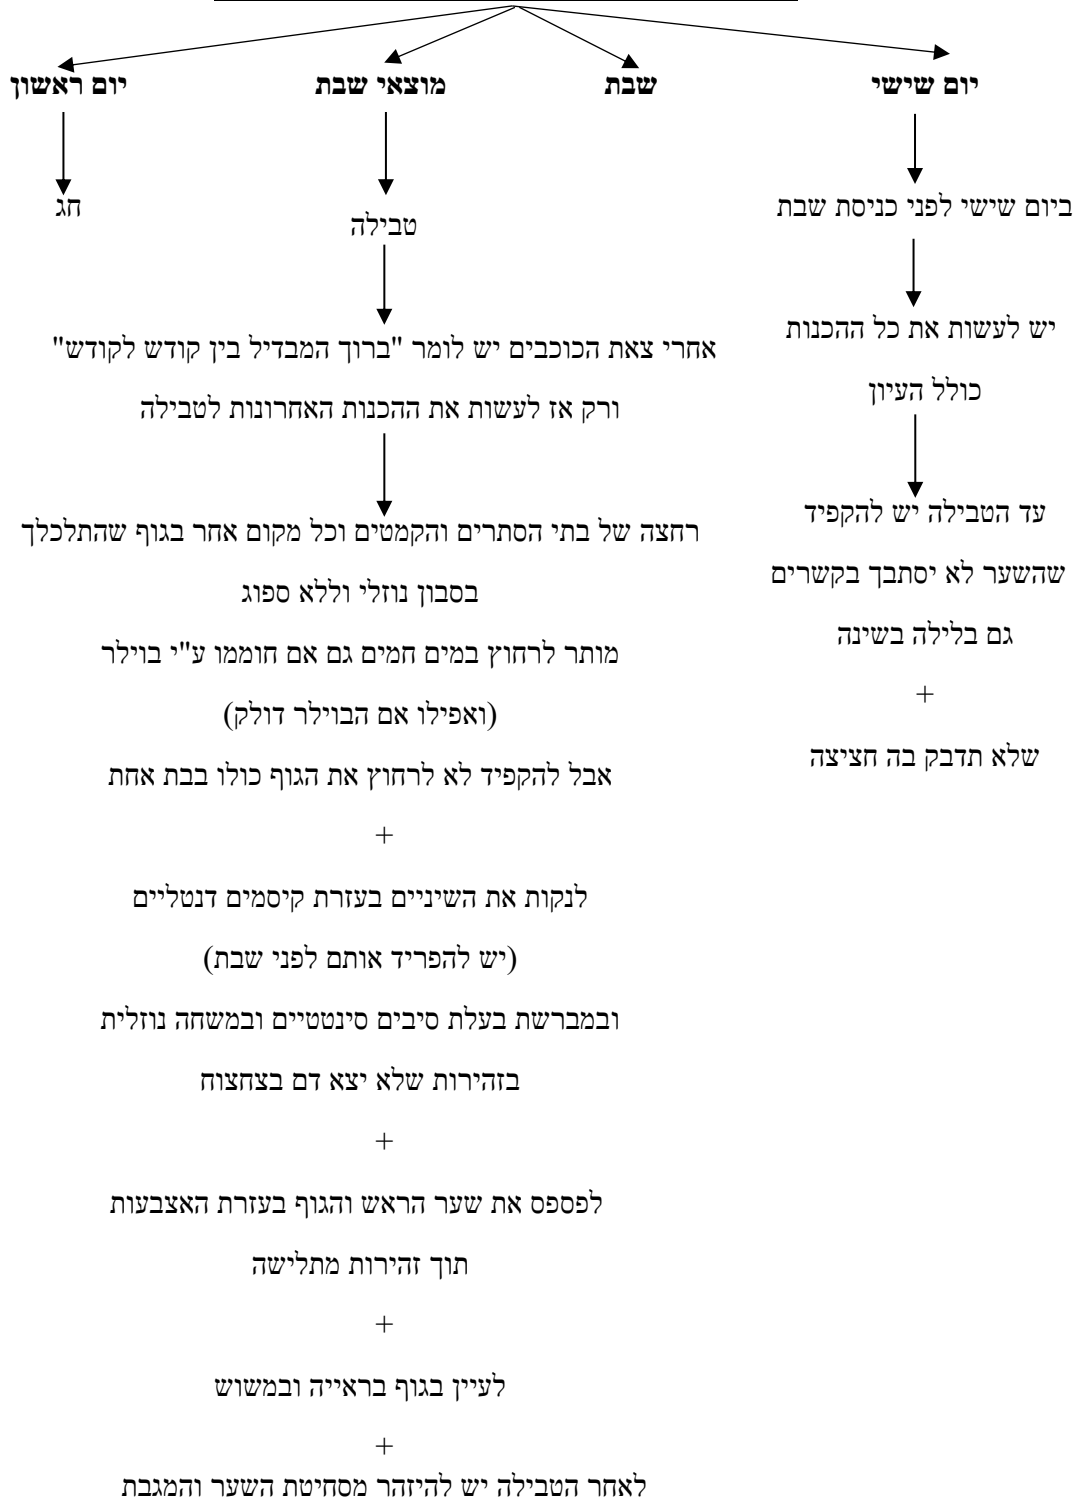 יום שישי
שבת
מוצאי שבת
יום ראשון
ביום שישי לפני כניסת שבת
יש לעשות את כל ההכנות
כולל העיון
עד הטבילה יש להקפיד
שהשער לא יסתבך בקשרים
גם בלילה בשינה
+
שלא תדבק בה חציצה
טבילה
אחרי צאת הכוכבים יש לומר "ברוך המבדיל בין קודש לקודש"
ורק אז לעשות את ההכנות האחרונות לטבילה
רחצה של בתי הסתרים והקמטים וכל מקום אחר בגוף שהתלכלך
בסבון נוזלי וללא ספוג
מותר לרחוץ במים חמים גם אם חוממו ע"י בוילר
(ואפילו אם הבוילר דולק)
אבל להקפיד לא לרחוץ את הגוף כולו בבת אחת
+
לנקות את השיניים בעזרת קיסמים דנטליים
(יש להפריד אותם לפני שבת)
ובמברשת בעלת סיבים סינטטיים ובמשחה נוזלית
בזהירות שלא יצא דם בצחצוח
+
לפספס את שער הראש והגוף בעזרת האצבעות
תוך זהירות מתלישה
+
לעיין בגוף בראייה ובמשוש
+
לאחר הטבילה יש להיזהר מסחיטת השער והמגבת
חג